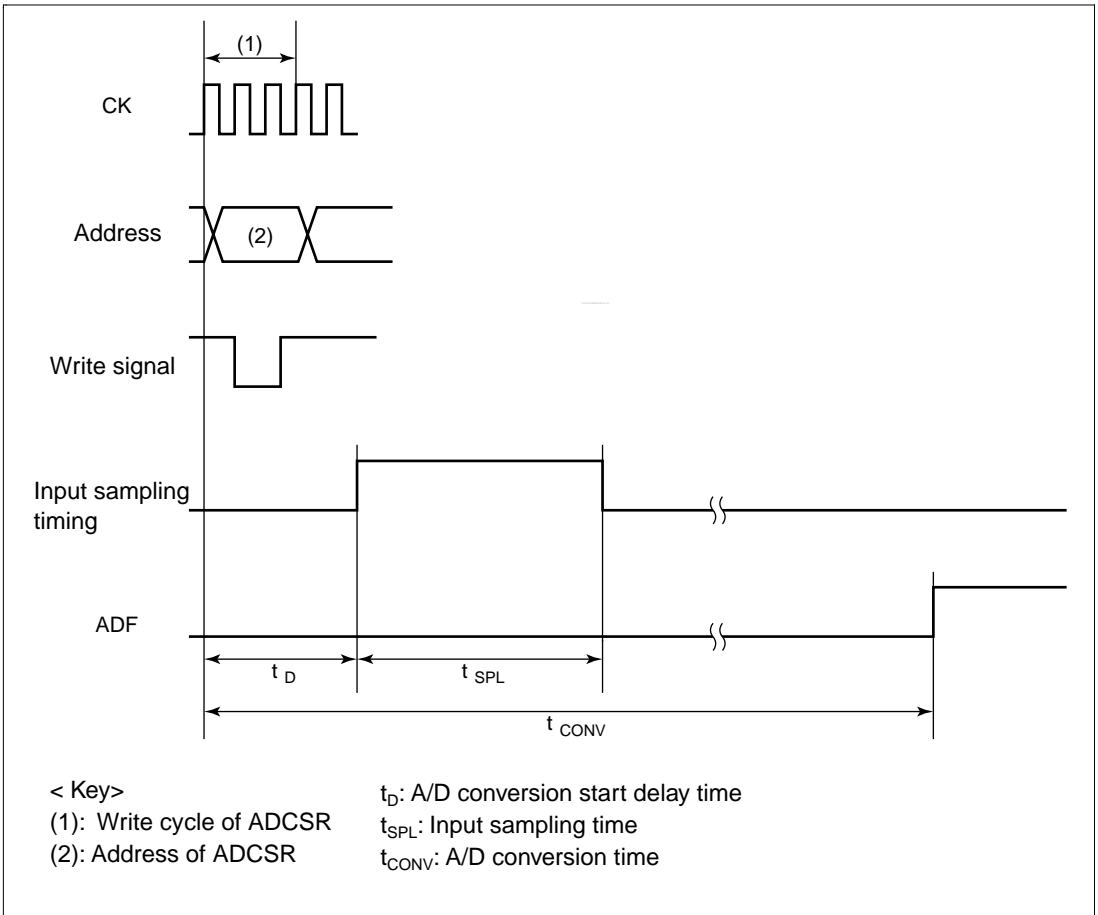 (1)
CK
Address
(2)
Write signal
Input sampling
timing
ADF
t D
t SPL
t CONV
< Key>
(1): Write cycle of ADCSR
(2): Address of ADCSR
tD: A/D conversion start delay time
tSPL: Input sampling time
tCONV: A/D conversion time